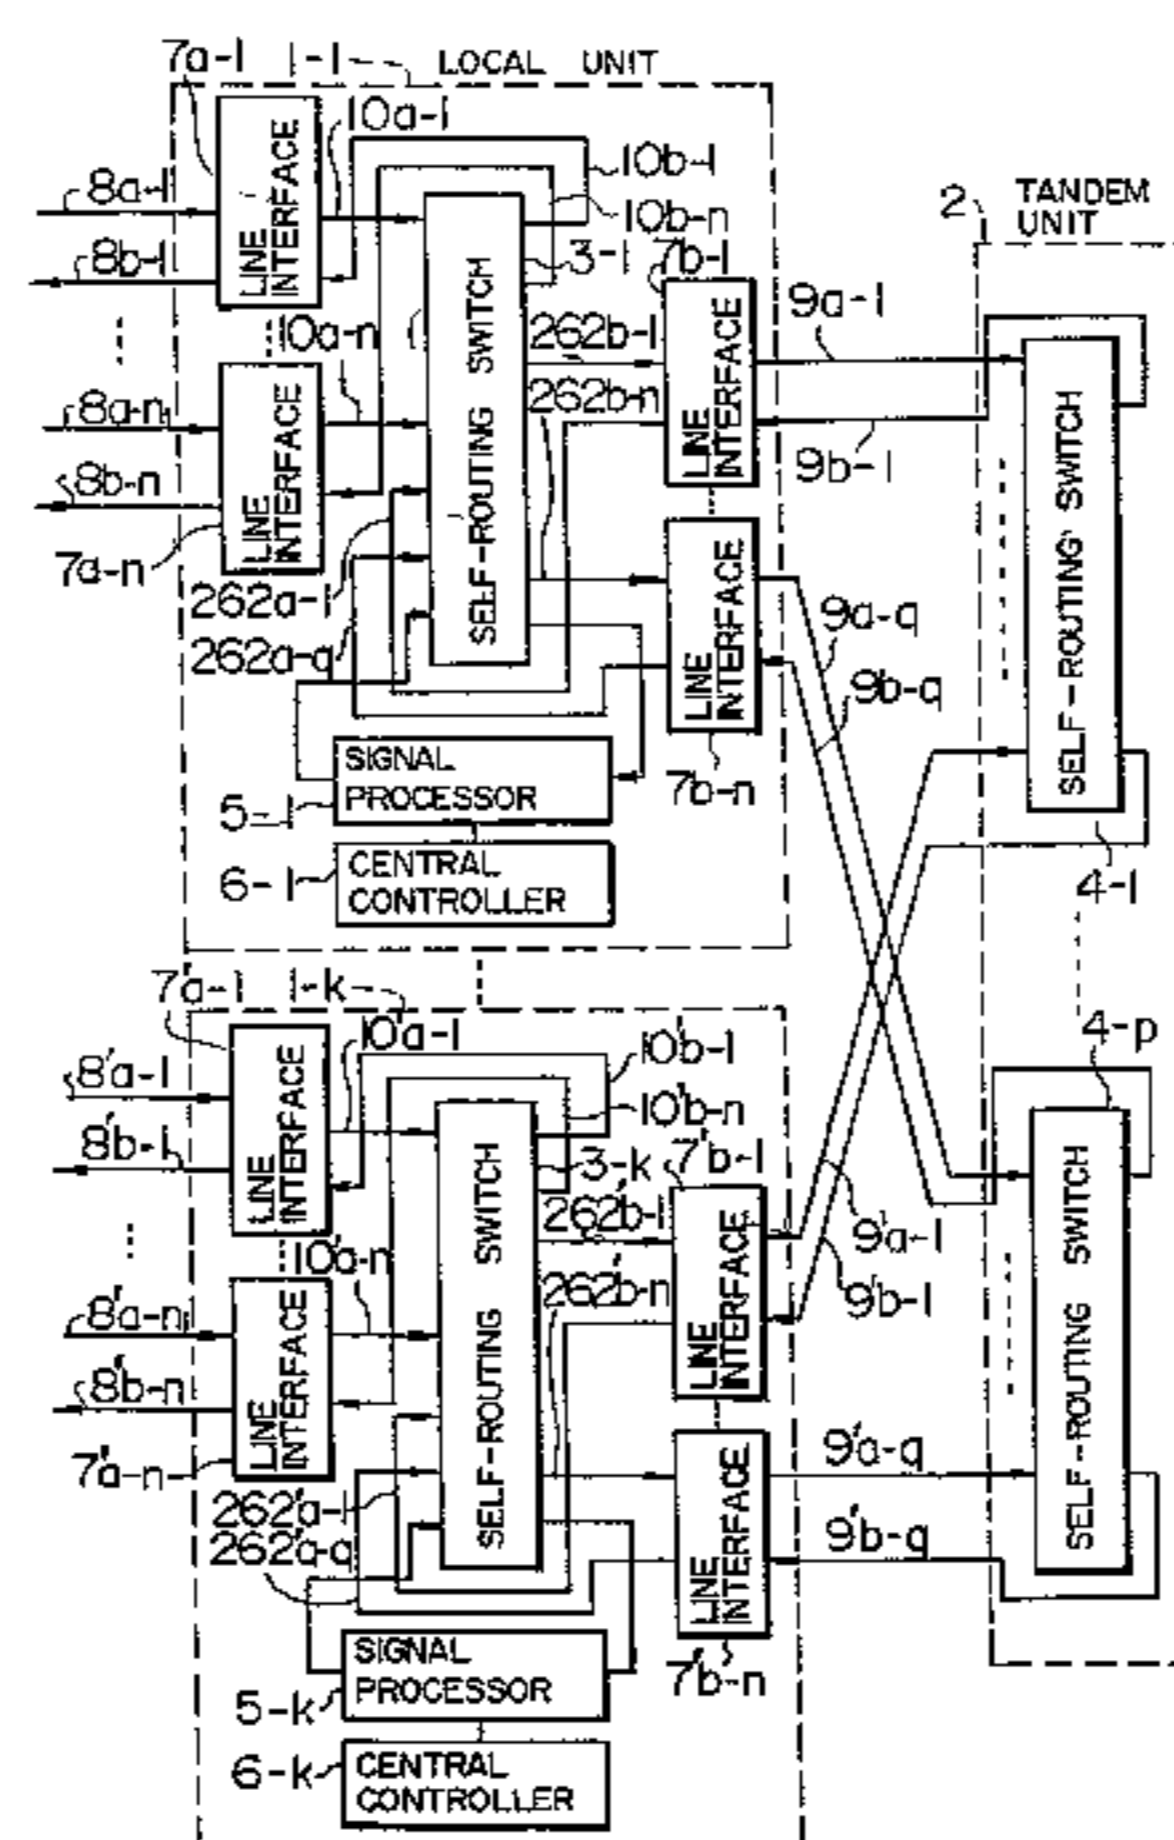 7a-1
1-1
LOCAL UNIT
10a-1
10b-1
10b-n
8a-1
8b-1
LINE
INTERFACE
3-1
7b-1
2
TANDEM
UNIT
10a-n
262b-1
262b-n
9a-1
9b-1
8a-n
8b-n
7a-n
LINE
INTERFACE
SELF-ROUTING SWITCH
LINE
INTERFACE
SELF-ROUTING SWITCH
262a-1
262a-q
LINE
INTERFACE
9a-q
9b-q
7b-n
SIGNAL
PROCESSOR
5-1
6-1
CENTRAL
CONTROLLER
4-1
7'a-1
1-k
10'a-1
10'b-1
10'b-n
4-p
8'a-1
8'b-1
LINE
INTERFACE
3-k
7'b-1
262'b-1
262'b-n
9'a-1
9'b-1
10'a-n
8'a-n
8'b-n
7'a-n
LINE
INTERFACE
SELF-ROUTING SWITCH
LINE
INTERFACE
SELF-ROUTING SWITCH
9'a-q
9'b-q
262'a-1
262'a-q
LINE
INTERFACE
7'b-n
SIGNAL
PROCESSOR
5-k
6-k
CENTRAL
CONTROLLER